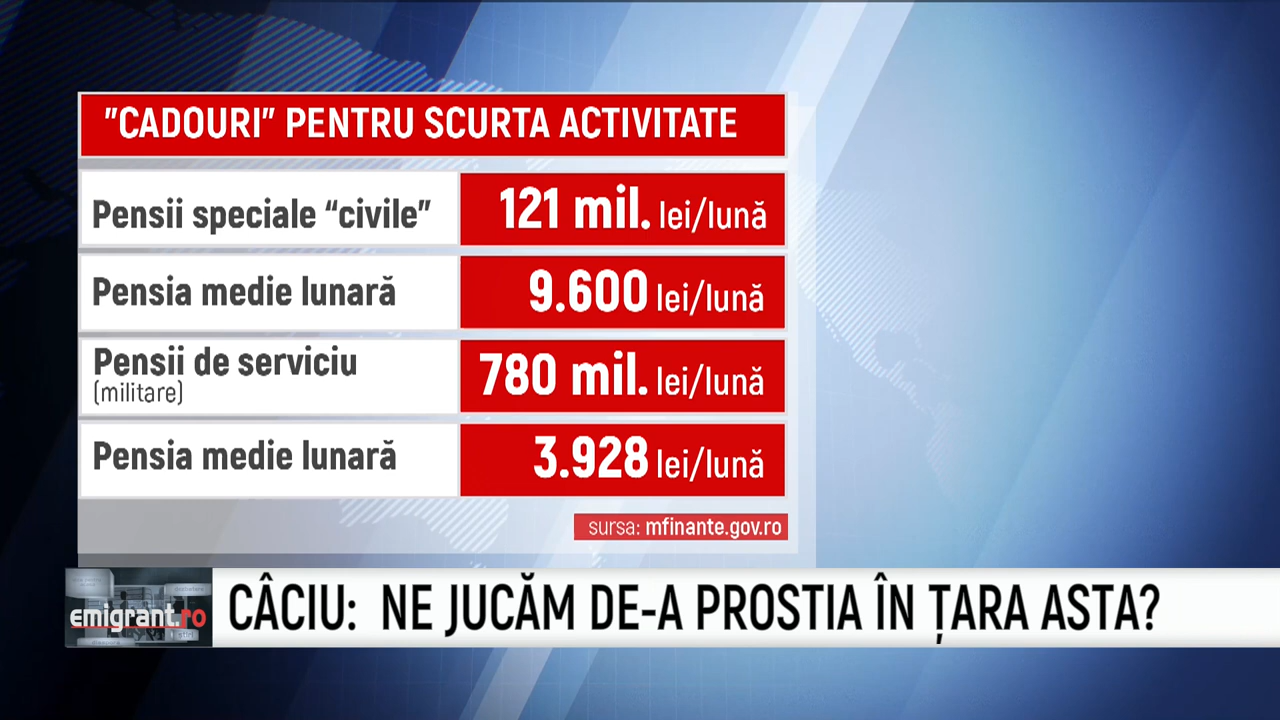 ”CADOURI” PENTRU SCURTA ACTIVITATE
Pensii speciale “civile” 121 mil. lei/lună
Pensia medie lunară 9.600 lei/lună
Pensii de serviciu 780 mil. lei/lună
(militare)
Pensia medie lunară 3.928 lei/lună
sursa: mfinante.gov.ro
emigrant.ro
CÂCIU: NE JUCĂM DE-A PROSTIA ÎN ȚARA ASTA?